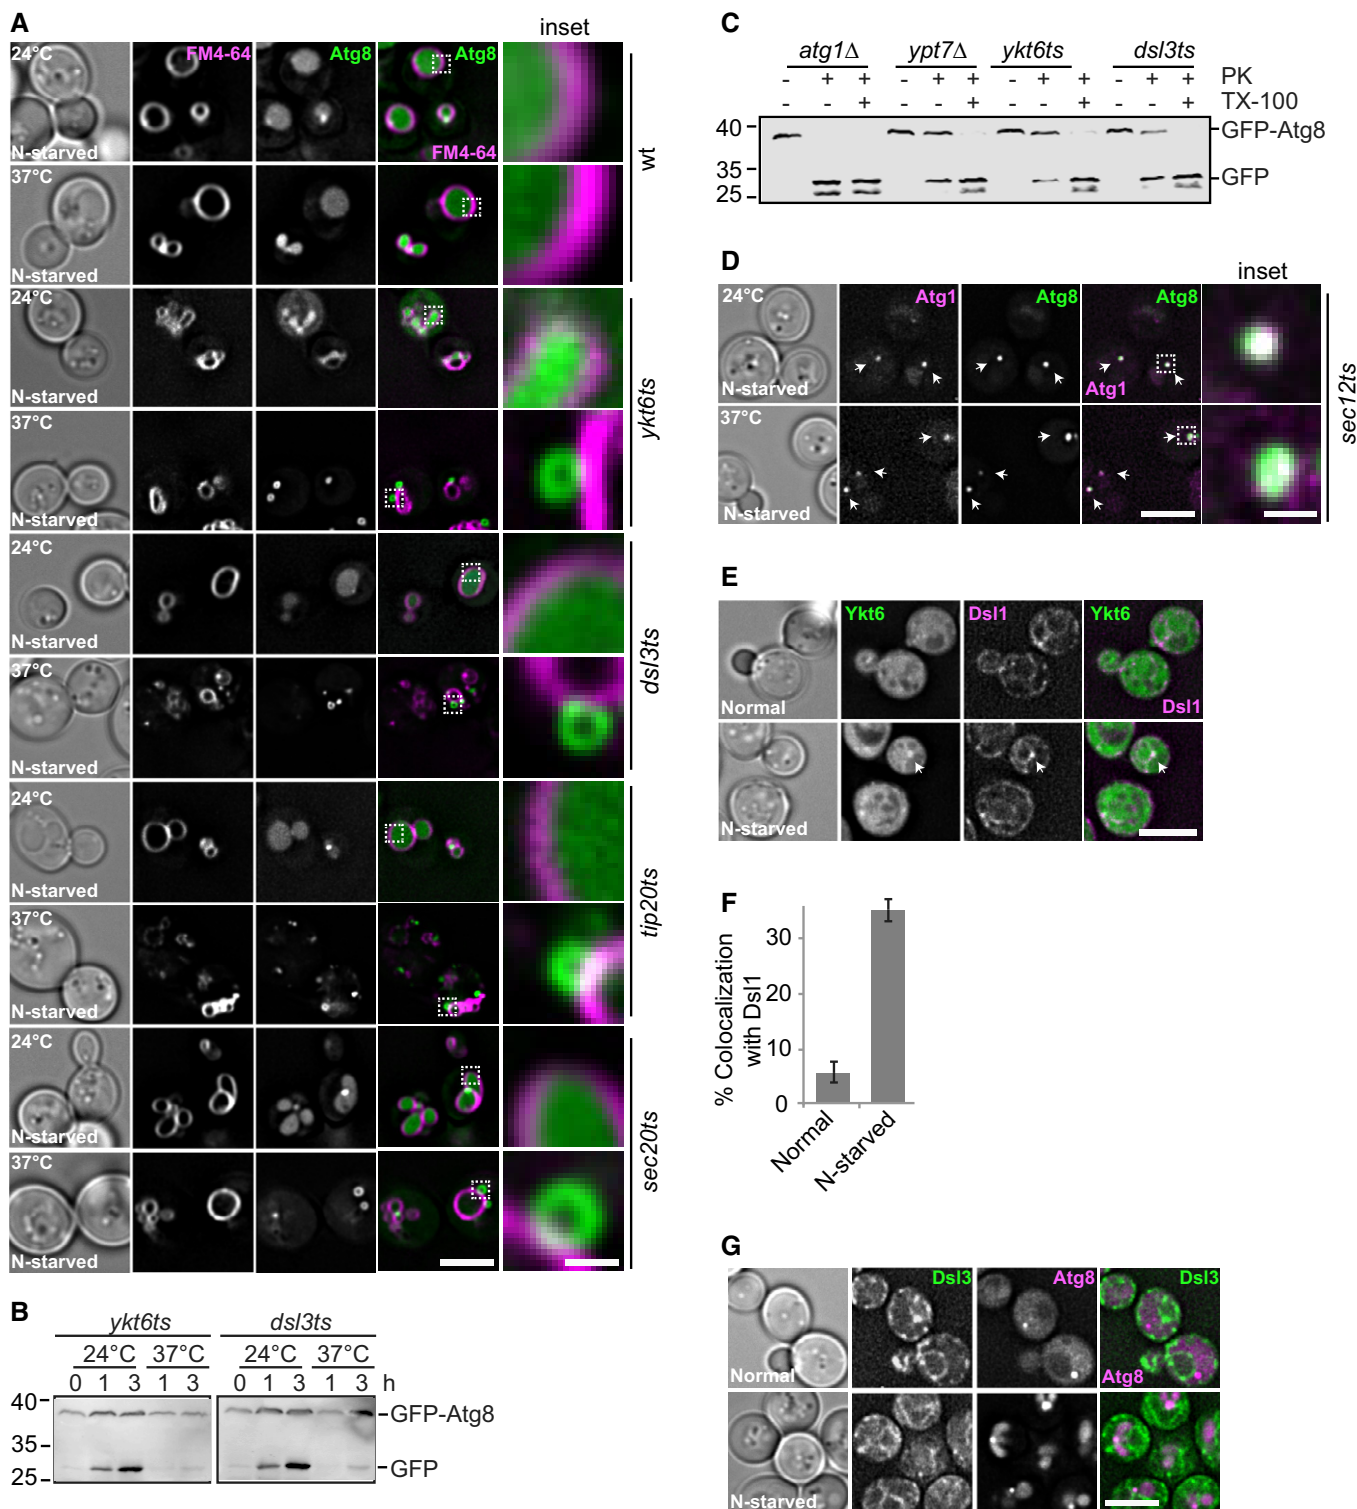 A
inset
24°C
FM4-64
Atg8
Atg8
FM4-64
N-starved
wt
37°C
N-starved
24°C
N-starved
ykt6ts
37°C
N-starved
24°C
N-starved
dsl3ts
37°C
N-starved
24°C
N-starved
tip20ts
37°C
N-starved
24°C
N-starved
sec20ts
37°C
N-starved
B
ykt6ts dsl3ts
24°C 37°C 24°C 37°C
0 1 3 1 3 h 0 1 3 1 3 h
40
35
25
GFP-Atg8
GFP
C
atg1Δ ypt7Δ ykt6ts dsl3ts
- + + - + + - + + - + + PK
- - + - - + - - + - - + TX-100
40
35
25
GFP-Atg8
GFP
D
inset
24°C
Atg1
Atg8
Atg8
Atg1
N-starved
37°C
N-starved
sec12ts
E
Ykt6
Dsl1
Ykt6
Dsl1
Normal
N-starved
F
% Colocalization
with Dsl1
30
20
10
0
Normal
N-starved
G
Dsl3
Atg8
Dsl3
Atg8
Normal
N-starved